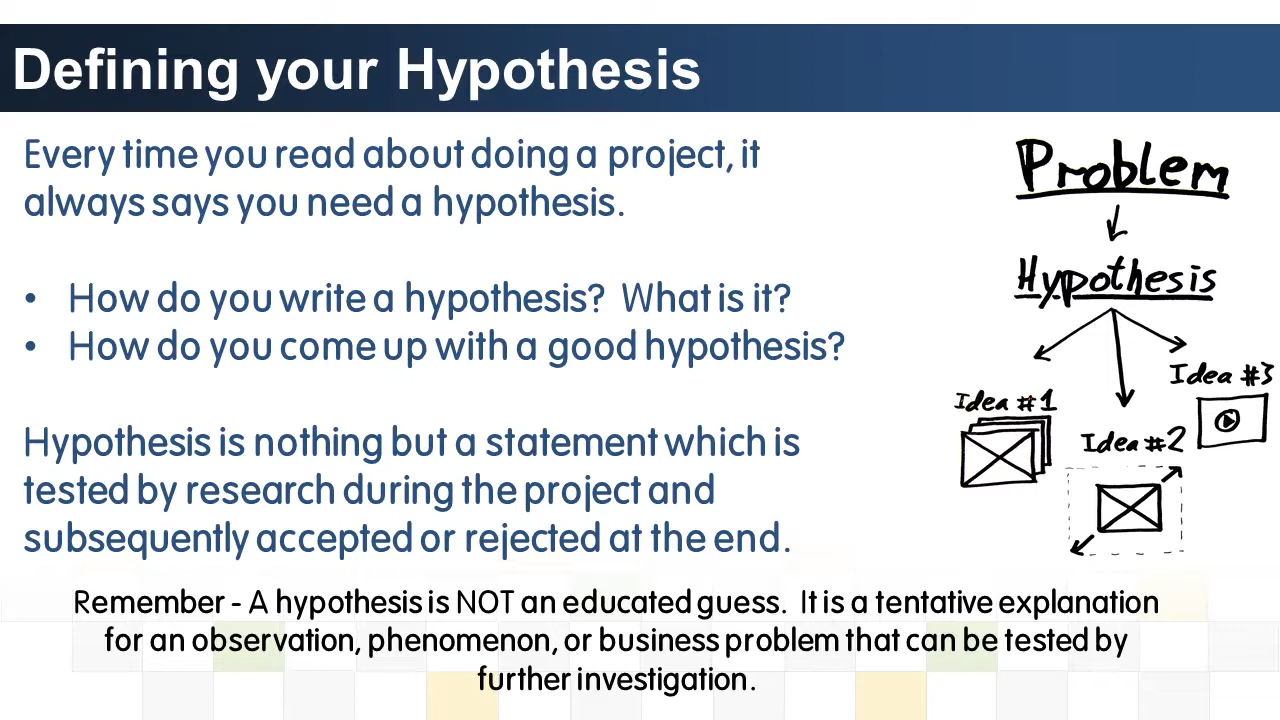 Defining your Hypothesis
Every time you read about doing a project, it
always says you need a hypothesis.
• How do you write a hypothesis?  What is it?
• How do you come up with a good hypothesis?
Hypothesis is nothing but a statement which is
tested by research during the project and
subsequently accepted or rejected at the end.
Problem
Hypothesis
Idea #1
Idea #2
Idea #3
Remember - A hypothesis is NOT an educated guess.  It is a tentative explanation
for an observation, phenomenon, or business problem that can be tested by
further investigation.